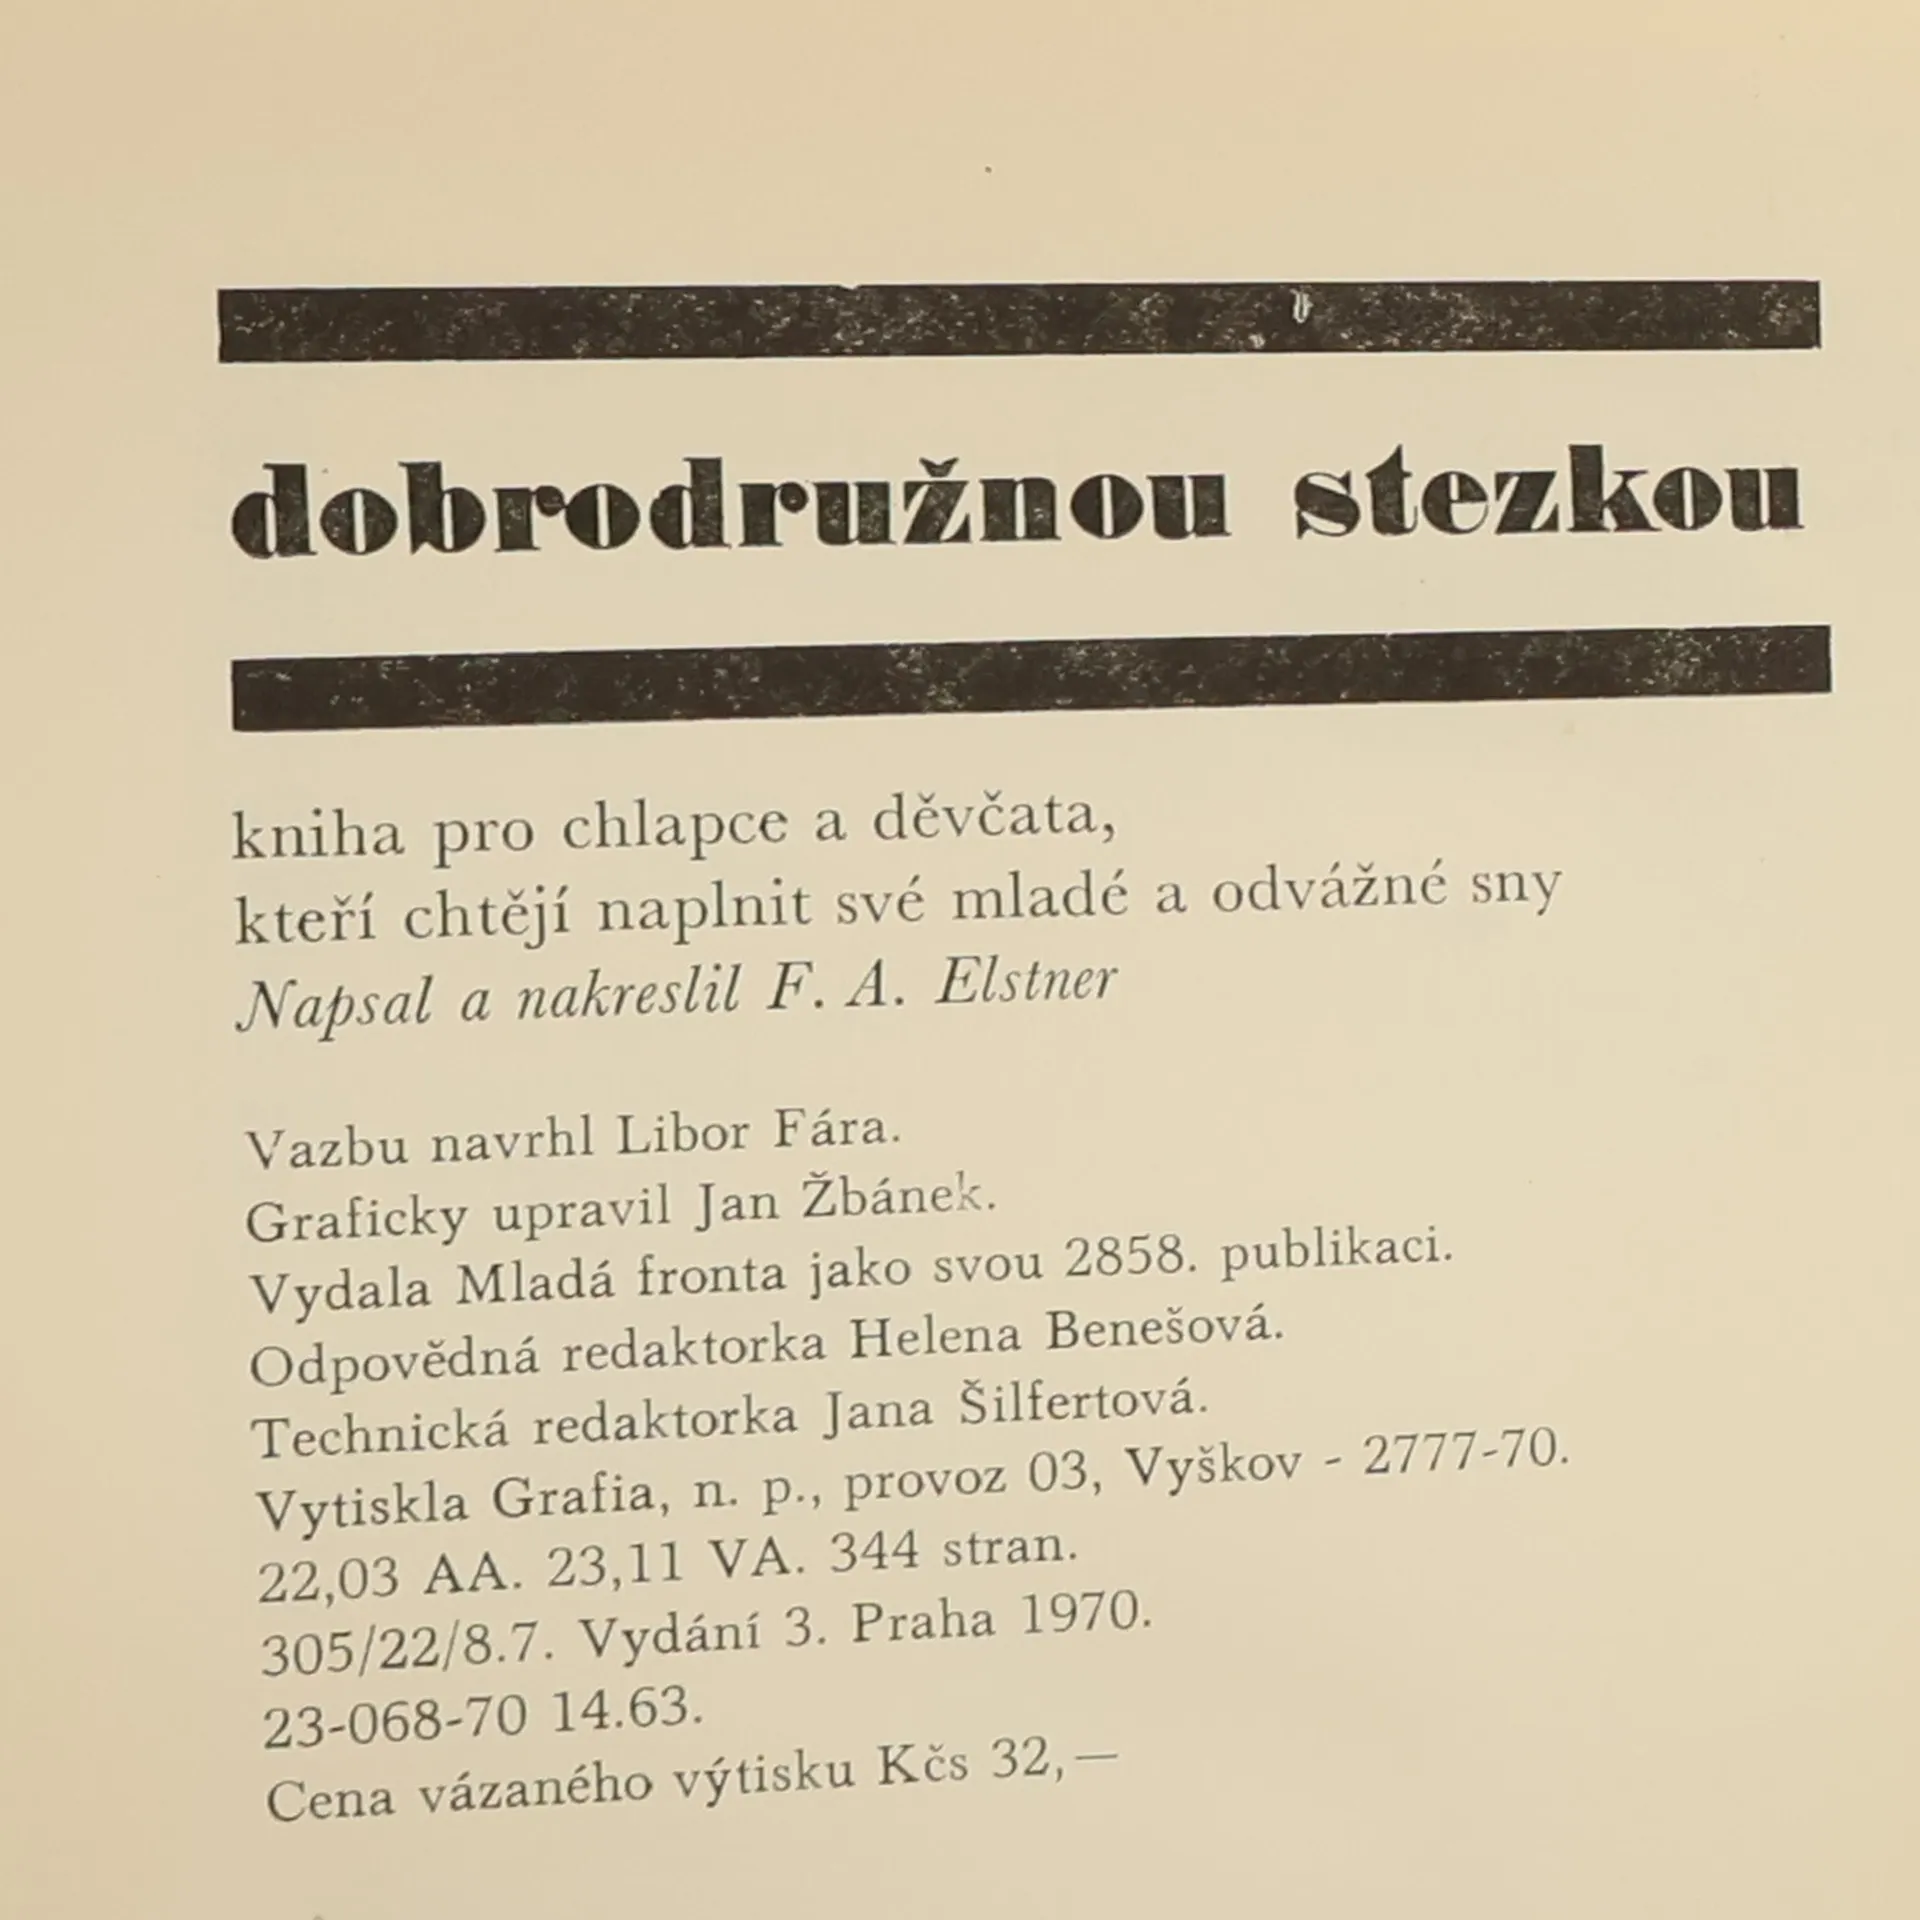 dobrodružnou stezkou
kniha pro chlapce a děvčata,
kteří chtějí naplnit své mladé a odvážné sny
Napsal a nakreslil F. A. Elstner
Vazbu navrhl Libor Fára.
Graficky upravil Jan Žbánek.
Vydala Mladá fronta jako svou 2858. publikaci.
Odpovědná redaktorka Helena Benešová.
Technická redaktorka Jana Šilfertová.
Vytiskla Grafia, n. p., provoz 03, Vyškov - 2777-70.
22,03 AA. 23,11 VA. 344 stran.
305/22/8.7. Vydání 3. Praha 1970.
23-068-70 14.63.
Cena vázaného výtisku Kčs 32,—